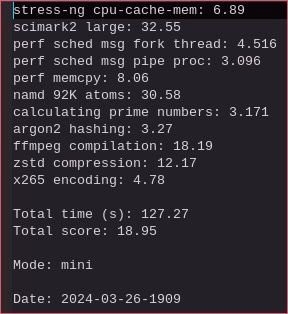 stress-ng cpu-cache-mem: 6.89
scimark2 large: 32.55
perf sched msg fork thread: 4.516
perf sched msg pipe proc: 3.096
perf memcpy: 8.06
namd 92K atoms: 30.58
calculating prime numbers: 3.171
argon2 hashing: 3.27
ffmpeg compilation: 18.19
zstd compression: 12.17
x265 encoding: 4.78
Total time (s): 127.27
Total score: 18.95
Mode: mini
Date: 2024-03-26-1909